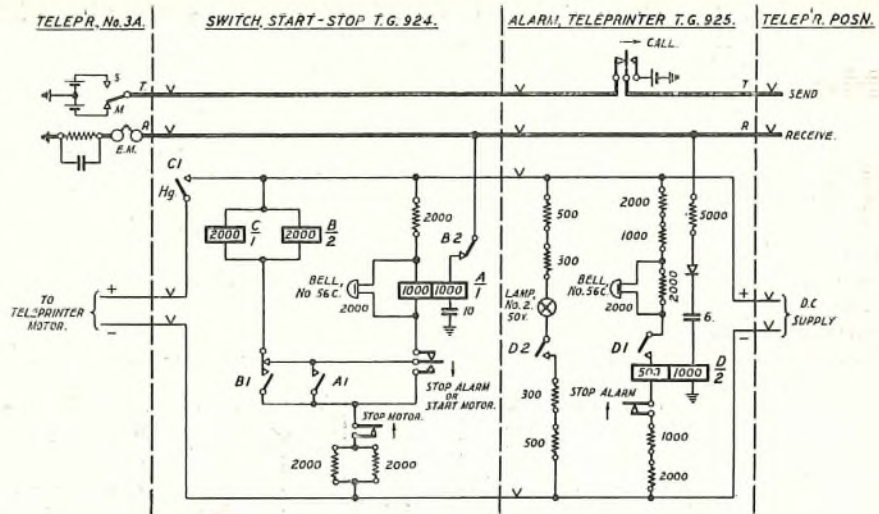 TELEP'R. No. 3A.
SWITCH, START-STOP T.G. 924.
ALARM, TELEPRINTER T.G. 925.
TELEP'R. POSN.
CALL.
S
M
T
T
SEND
R
R
RECEIVE.
E.M.
C1
Hg.
2000
C/1
2000
B/2
2000
B2
BELL,
No. 56C.
2000
1000
1000
A/1
10
500
300
LAMP,
No. 2.
50V.
D2
300
500
2000
1000
5000
BELL,
No. 56C.
2000
2000
6.
D1
500
1000
D/2
STOP ALARM
1000
2000
+
TO
TELEPRINTER
MOTOR.
−
+
D.C
SUPPLY
−
B1
A1
STOP ALARM
OR
START MOTOR.
STOP MOTOR.
2000
2000